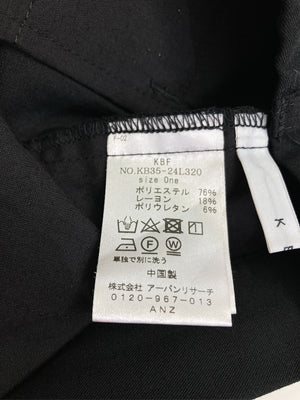 F-02
KBF
NO.KB35-24L320
size One
ポリエステル 76%
レーヨン 18%
ポリウレタン 6%
単独で別に洗う
中国製
株式会社 アーバンリサーチ
0120-967-013
ANZ
K